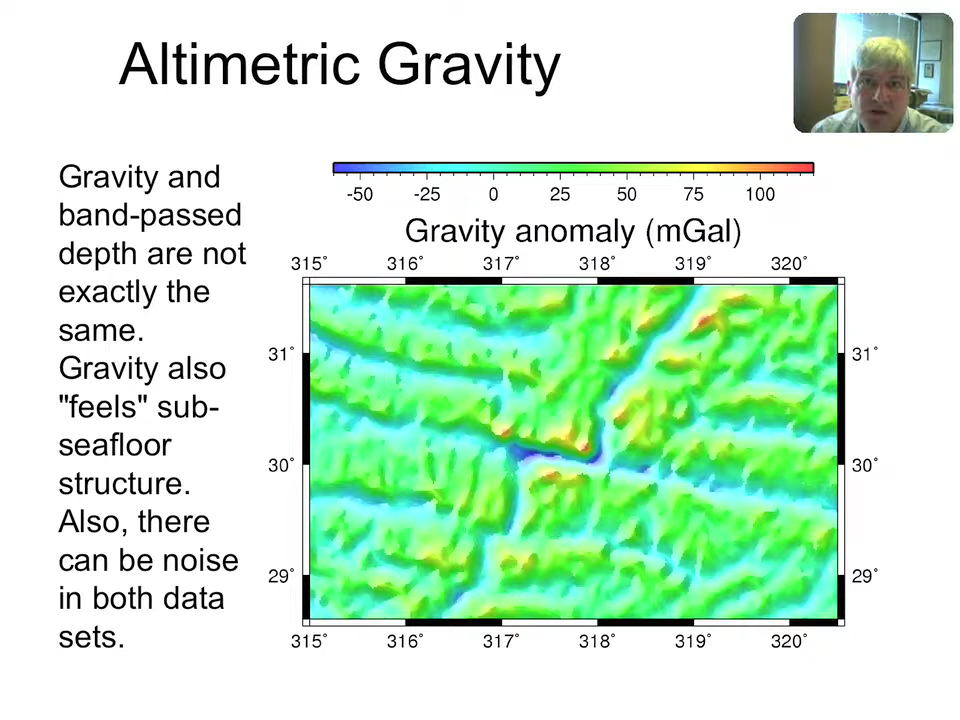 Altimetric Gravity
Gravity and
band-passed
depth are not
exactly the
same.
Gravity also
"feels" sub-
seafloor
structure.
Also, there
can be noise
in both data
sets.
-50 -25 0 25 50 75 100
Gravity anomaly (mGal)
315˚ 316˚ 317˚ 318˚ 319˚ 320˚
31˚ 31˚
30˚ 30˚
29˚ 29˚
315˚ 316˚ 317˚ 318˚ 319˚ 320˚